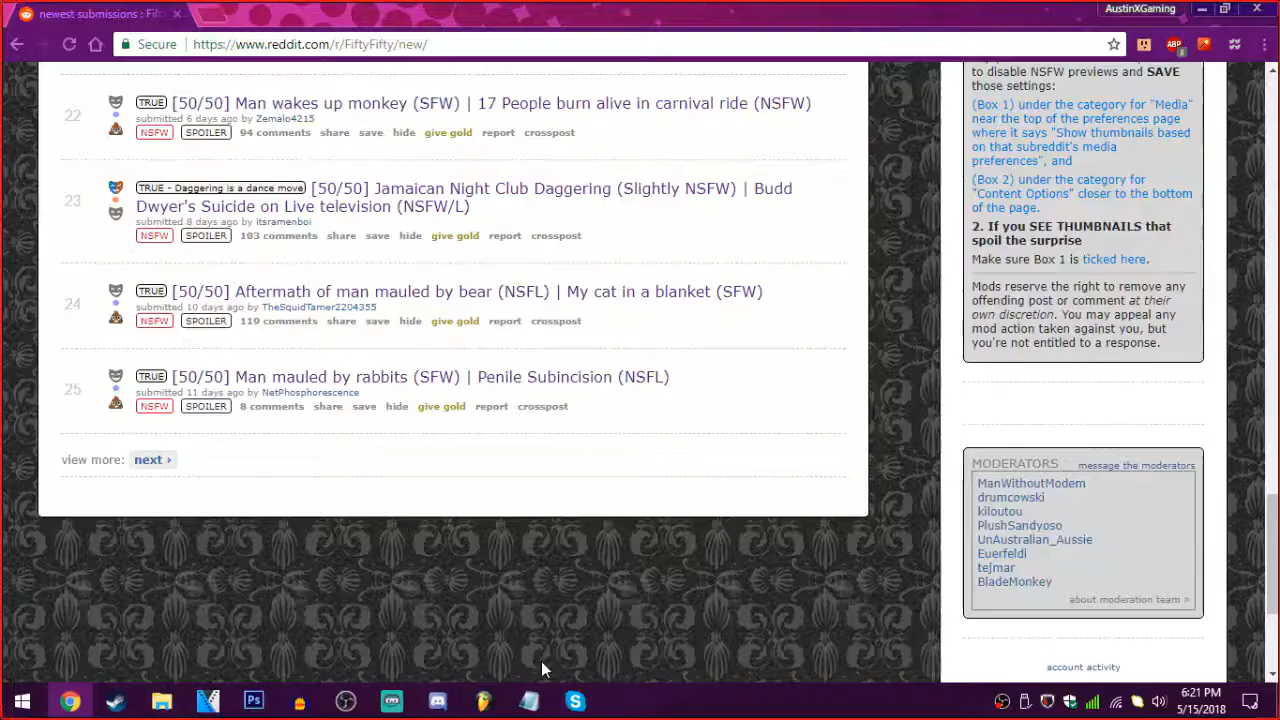 newest submissions : Fift
AustinXGaming
Secure
https://www.reddit.com/r/FiftyFifty/new/
22
TRUE [50/50] Man wakes up monkey (SFW) | 17 People burn alive in carnival ride (NSFW)
submitted 6 days ago by Zemalo4215
NSFW SPOILER 94 comments share save hide give gold report crosspost
23
TRUE - Daggering is a dance move [50/50] Jamaican Night Club Daggering (Slightly NSFW) | Budd
Dwyer's Suicide on Live television (NSFW/L)
submitted 8 days ago by itsramenboi
NSFW SPOILER 103 comments share save hide give gold report crosspost
24
TRUE [50/50] Aftermath of man mauled by bear (NSFL) | My cat in a blanket (SFW)
submitted 10 days ago by TheSquidTamer2204355
NSFW SPOILER 119 comments share save hide give gold report crosspost
25
TRUE [50/50] Man mauled by rabbits (SFW) | Penile Subincision (NSFL)
submitted 11 days ago by NetPhosphorescence
NSFW SPOILER 8 comments share save hide give gold report crosspost
view more: next ›
to disable NSFW previews and SAVE
those settings:
(Box 1) under the category for "Media"
near the top of the preferences page
where it says "Show thumbnails based
on that subreddit's media
preferences", and
(Box 2) under the category for
"Content Options" closer to the bottom
of the page.
2. If you SEE THUMBNAILS that
spoil the surprise
Make sure Box 1 is ticked here.
Mods reserve the right to remove any
offending post or comment at their
own discretion. You may appeal any
mod action taken against you, but
you're not entitled to a response.
MODERATORS message the moderators
ManWithoutModem
drumcowski
kiloutou
PlushSandyoso
UnAustralian_Aussie
Euerfeldi
tejmar
BladeMonkey
about moderation team »
account activity
ABP
Ps
6:21 PM
5/15/2018